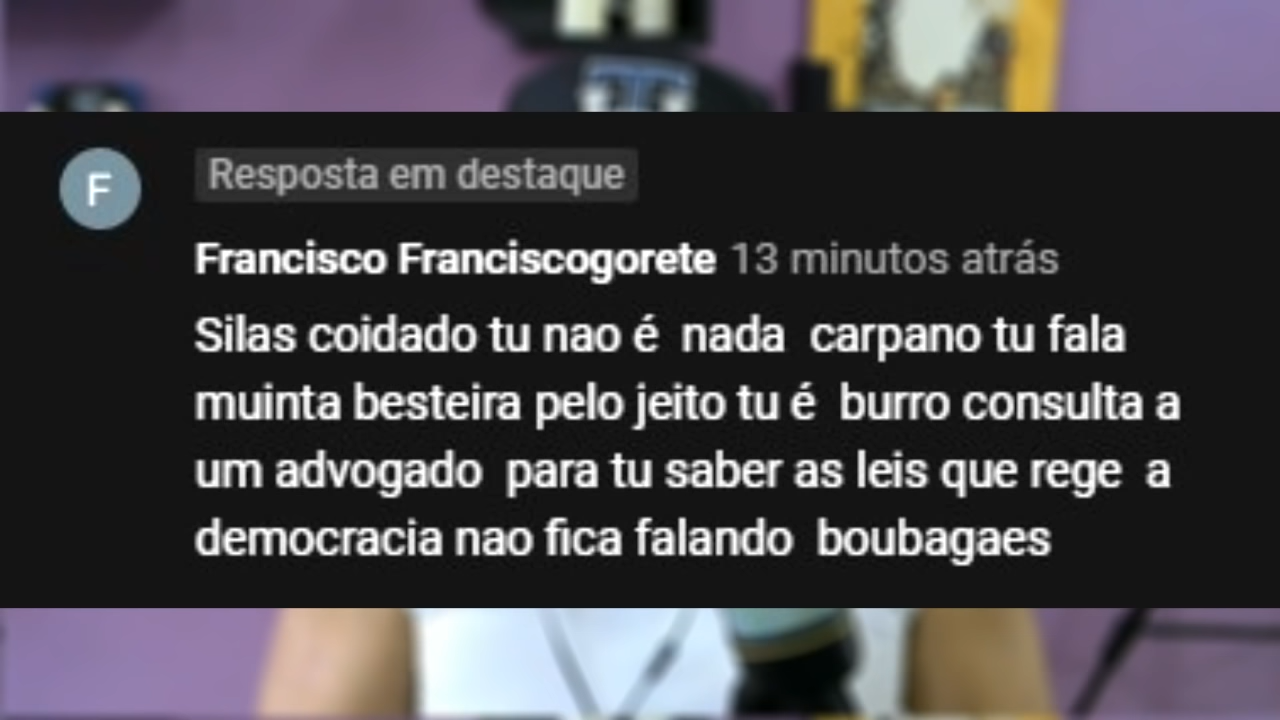 F
Resposta em destaque
Francisco Franciscogorete 13 minutos atrás
Silas coidado tu nao é nada carpano tu fala
muinta besteira pelo jeito tu é burro consulta a
um advogado para tu saber as leis que rege a
democracia nao fica falando boubagaes